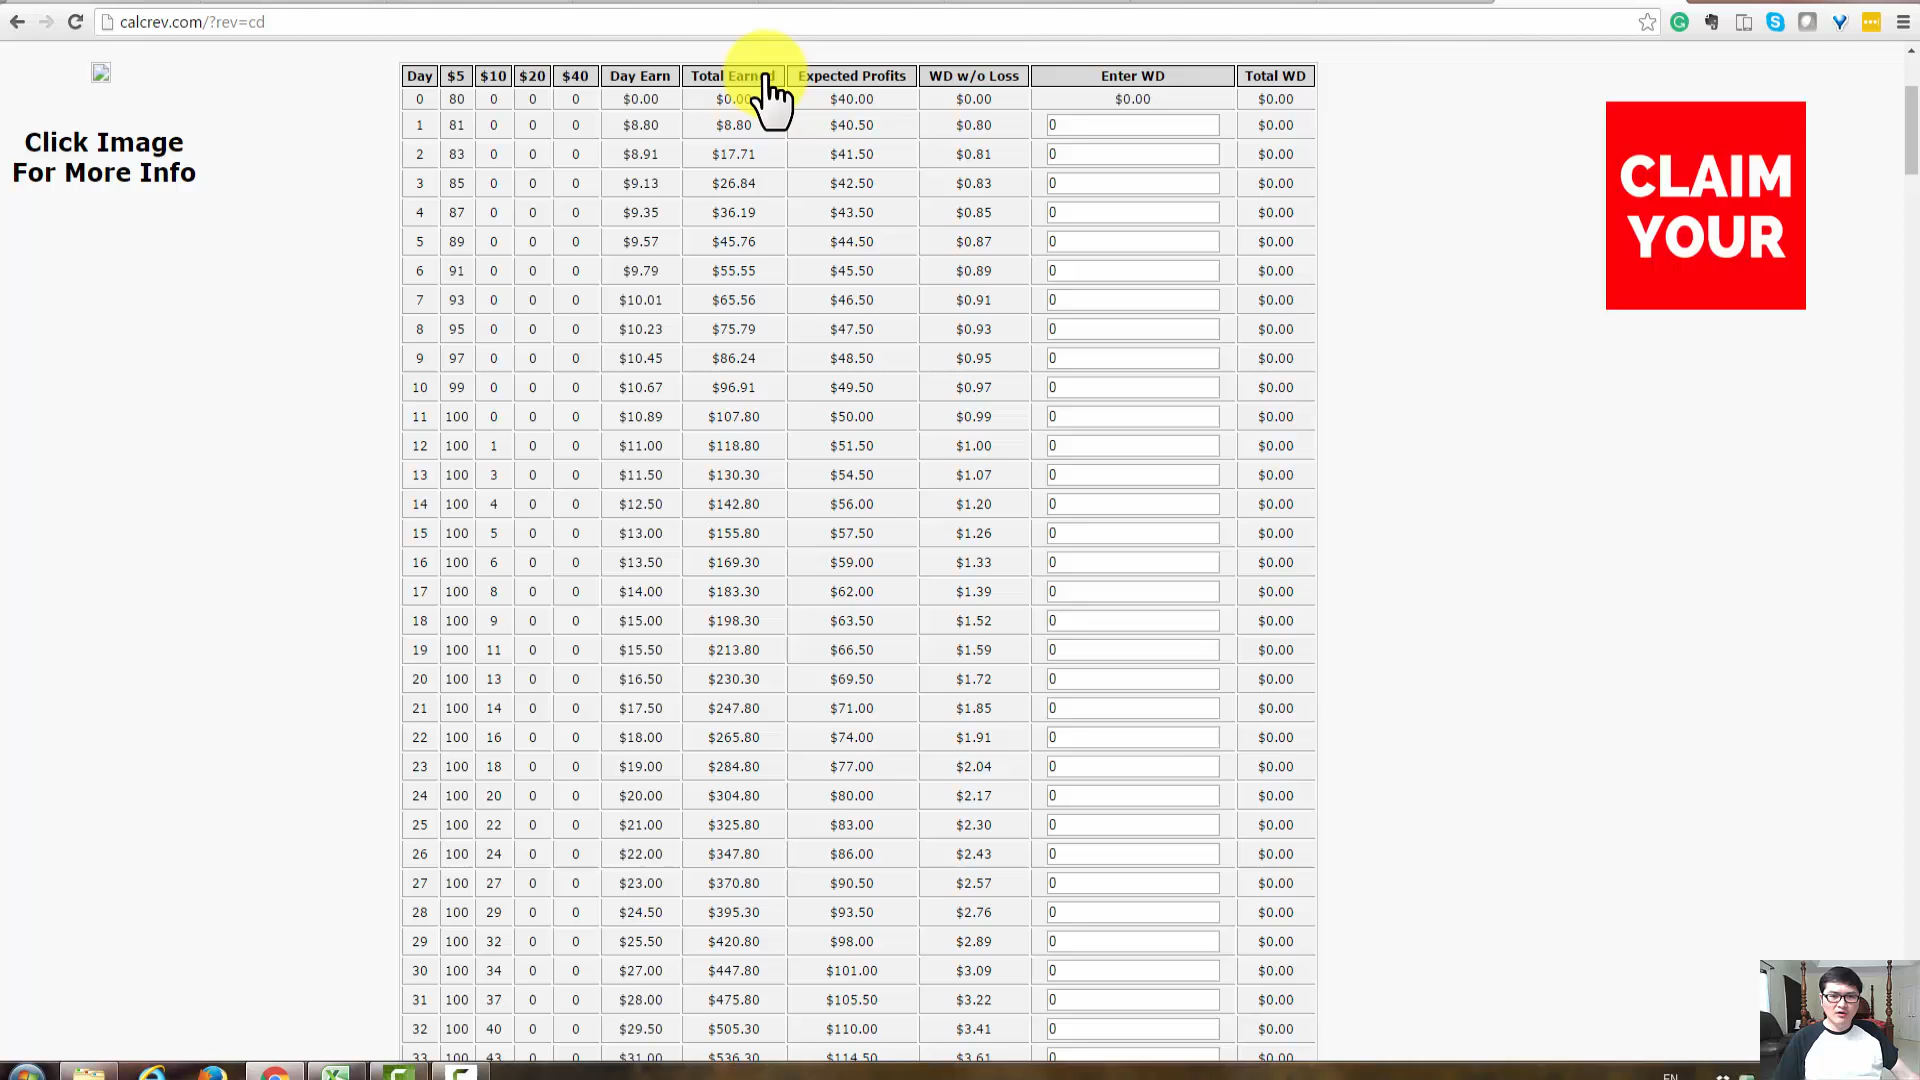 calcrev.com/?rev=cd
Click Image
For More Info
Day $5 $10 $20 $40 Day Earn Total Earned Expected Profits WD w/o Loss Enter WD Total WD
0 80 0 0 0 $0.00 $0.00 $40.00 $0.00 $0.00 $0.00
1 81 0 0 0 $8.80 $8.80 $40.50 $0.80 0 $0.00
2 83 0 0 0 $8.91 $17.71 $41.50 $0.81 0 $0.00
3 85 0 0 0 $9.13 $26.84 $42.50 $0.83 0 $0.00
4 87 0 0 0 $9.35 $36.19 $43.50 $0.85 0 $0.00
5 89 0 0 0 $9.57 $45.76 $44.50 $0.87 0 $0.00
6 91 0 0 0 $9.79 $55.55 $45.50 $0.89 0 $0.00
7 93 0 0 0 $10.01 $65.56 $46.50 $0.91 0 $0.00
8 95 0 0 0 $10.23 $75.79 $47.50 $0.93 0 $0.00
9 97 0 0 0 $10.45 $86.24 $48.50 $0.95 0 $0.00
10 99 0 0 0 $10.67 $96.91 $49.50 $0.97 0 $0.00
11 100 0 0 0 $10.89 $107.80 $50.00 $0.99 0 $0.00
12 100 1 0 0 $11.00 $118.80 $51.50 $1.00 0 $0.00
13 100 3 0 0 $11.50 $130.30 $54.50 $1.07 0 $0.00
14 100 4 0 0 $12.50 $142.80 $56.00 $1.20 0 $0.00
15 100 5 0 0 $13.00 $155.80 $57.50 $1.26 0 $0.00
16 100 6 0 0 $13.50 $169.30 $59.00 $1.33 0 $0.00
17 100 8 0 0 $14.00 $183.30 $62.00 $1.39 0 $0.00
18 100 9 0 0 $15.00 $198.30 $63.50 $1.52 0 $0.00
19 100 11 0 0 $15.50 $213.80 $66.50 $1.59 0 $0.00
20 100 13 0 0 $16.50 $230.30 $69.50 $1.72 0 $0.00
21 100 14 0 0 $17.50 $247.80 $71.00 $1.85 0 $0.00
22 100 16 0 0 $18.00 $265.80 $74.00 $1.91 0 $0.00
23 100 18 0 0 $19.00 $284.80 $77.00 $2.04 0 $0.00
24 100 20 0 0 $20.00 $304.80 $80.00 $2.17 0 $0.00
25 100 22 0 0 $21.00 $325.80 $83.00 $2.30 0 $0.00
26 100 24 0 0 $22.00 $347.80 $86.00 $2.43 0 $0.00
27 100 27 0 0 $23.00 $370.80 $90.50 $2.57 0 $0.00
28 100 29 0 0 $24.50 $395.30 $93.50 $2.76 0 $0.00
29 100 32 0 0 $25.50 $420.80 $98.00 $2.89 0 $0.00
30 100 34 0 0 $27.00 $447.80 $101.00 $3.09 0 $0.00
31 100 37 0 0 $28.00 $475.80 $105.50 $3.22 0 $0.00
32 100 40 0 0 $29.50 $505.30 $110.00 $3.41 0 $0.00
33 100 43 0 0 $31.00 $536.30 $114.50 $3.61 0 $0.00
CLAIM
YOUR
EN